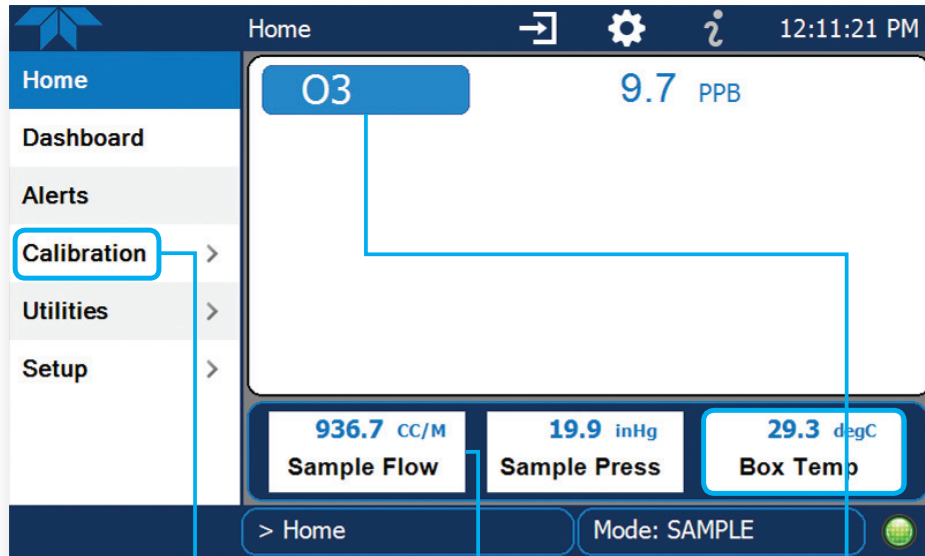 Home
12:11:21 PM
Home
Dashboard
Alerts
Calibration >
Utilities >
Setup >
O3 9.7 PPB
936.7 CC/M
Sample Flow
19.9 inHg
Sample Press
29.3 degC
Box Temp
> Home
Mode: SAMPLE